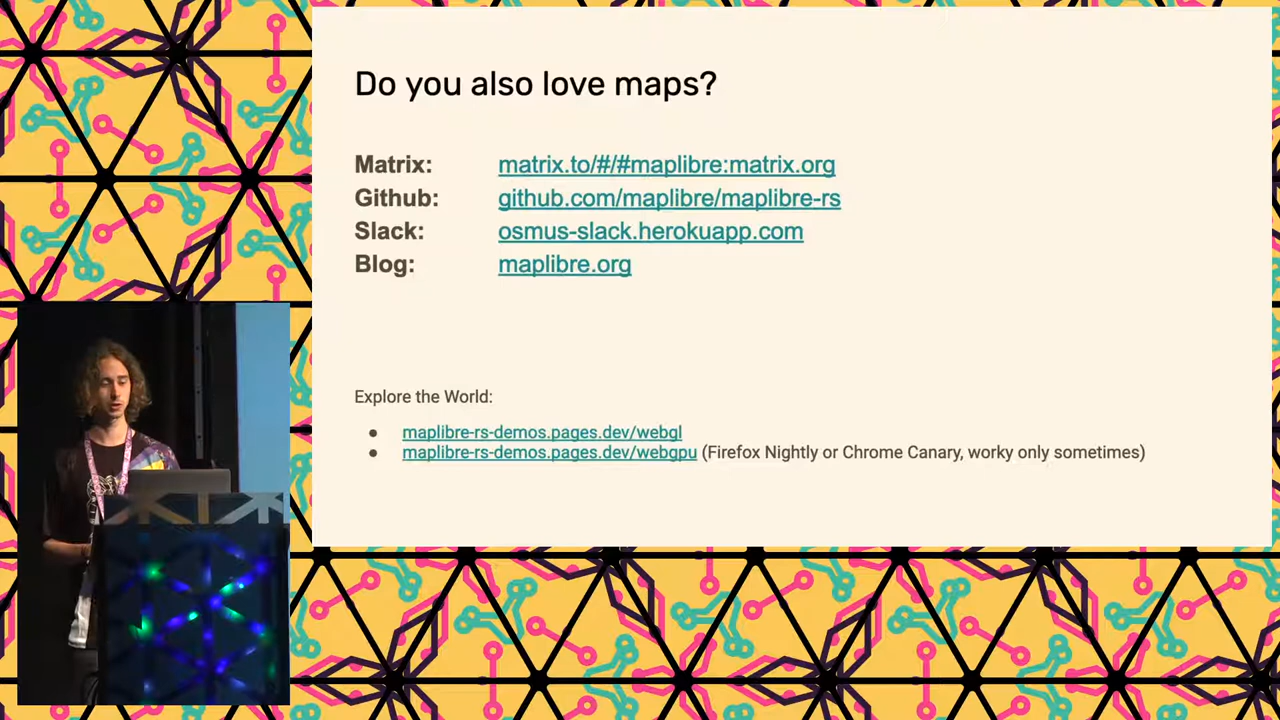 Do you also love maps?
Matrix: matrix.to/#/#maplibre:matrix.org
Github: github.com/maplibre/maplibre-rs
Slack: osmus-slack.herokuapp.com
Blog: maplibre.org
Explore the World:
● maplibre-rs-demos.pages.dev/webgl
● maplibre-rs-demos.pages.dev/webgpu (Firefox Nightly or Chrome Canary, worky only sometimes)